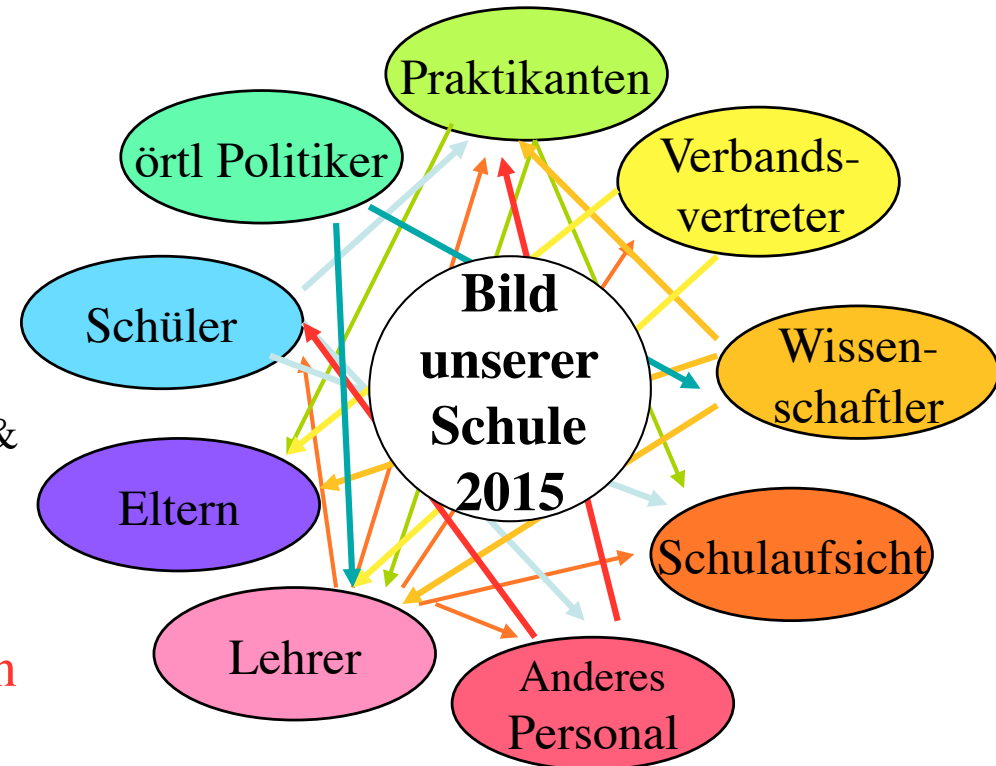 Praktikanten
örtl Politiker
Verbands-
vertreter
Schüler
Bild
unserer
Schule
2015
Wissen-
schaftler
&
Eltern
Schulaufsicht
Lehrer
n
Anderes
Personal